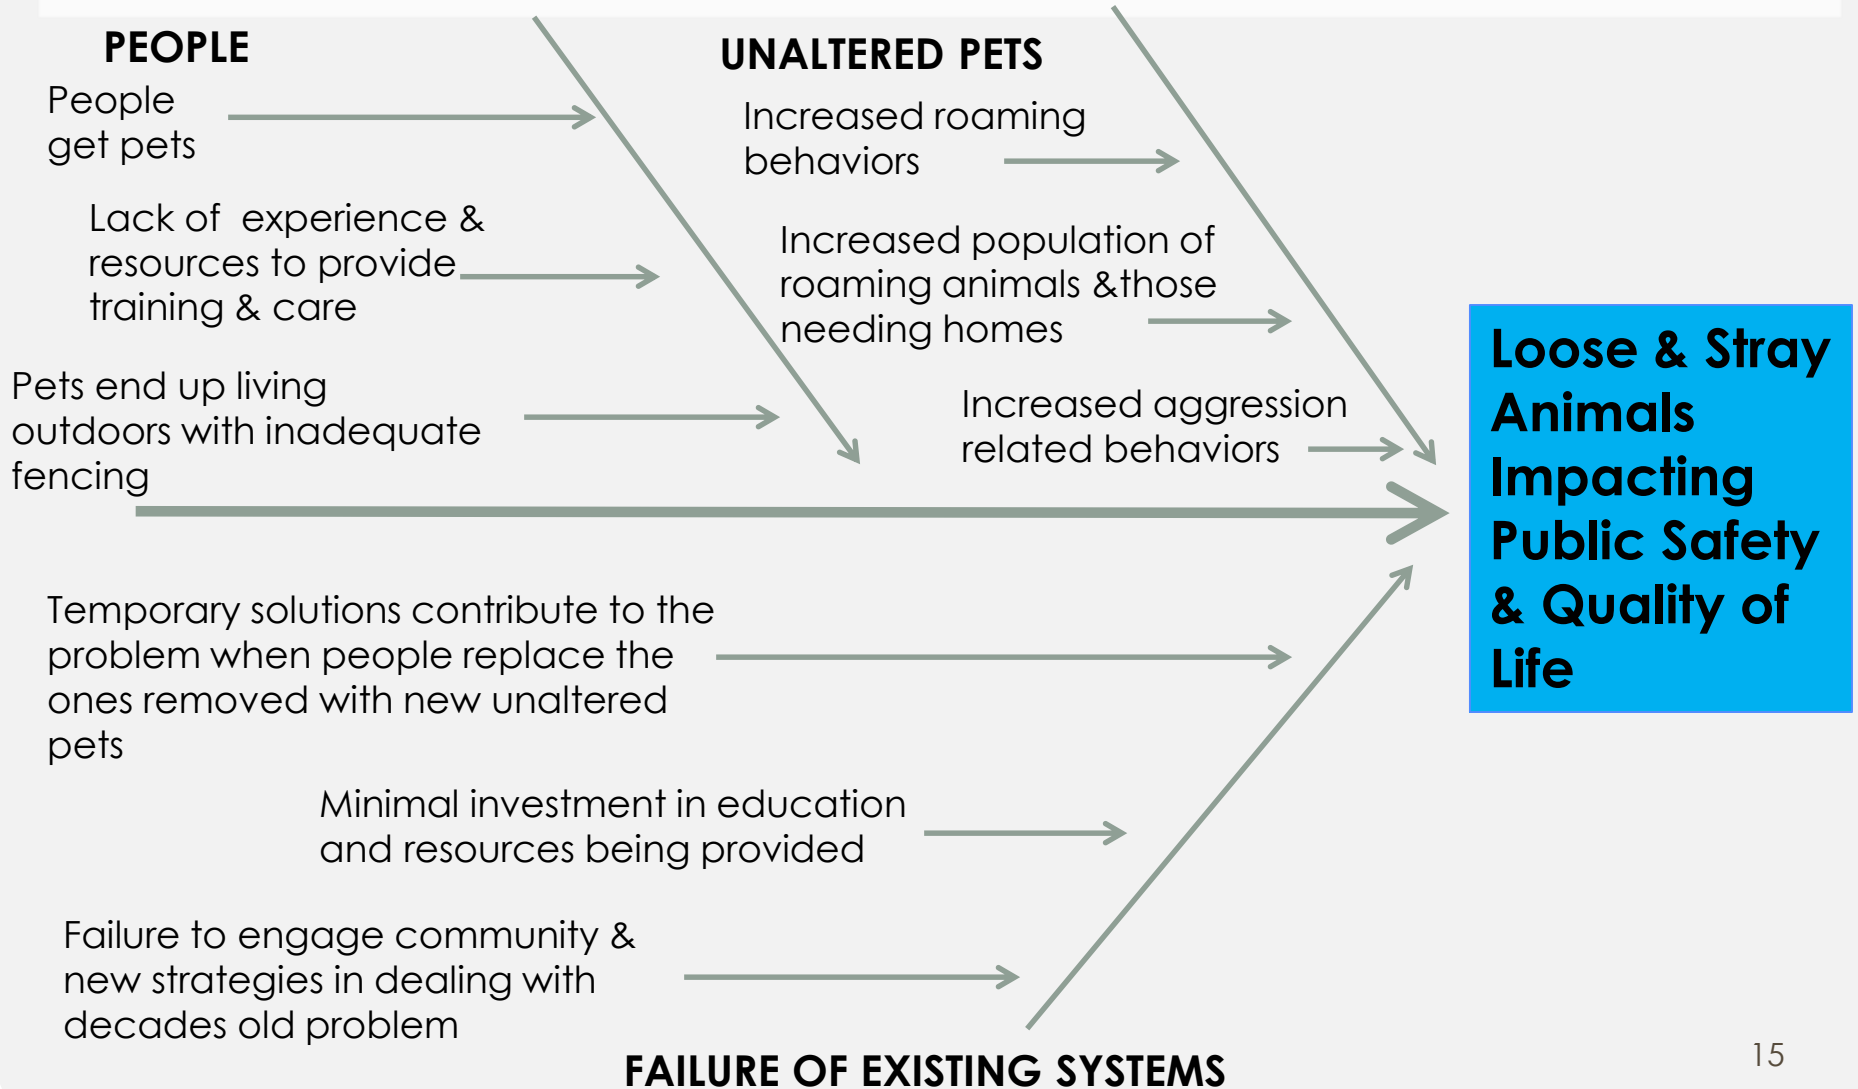 PEOPLE
People
get pets
Lack of experience &
resources to provide
training & care
Pets end up living
outdoors with inadequate
fencing
UNALTERED PETS
Increased roaming
behaviors
Increased population of
roaming animals &those
needing homes
Increased aggression
related behaviors
Loose & Stray
Animals
Impacting
Public Safety
& Quality of
Life
Temporary solutions contribute to the
problem when people replace the
ones removed with new unaltered
pets
Minimal investment in education
and resources being provided
Failure to engage community &
new strategies in dealing with
decades old problem
FAILURE OF EXISTING SYSTEMS
15